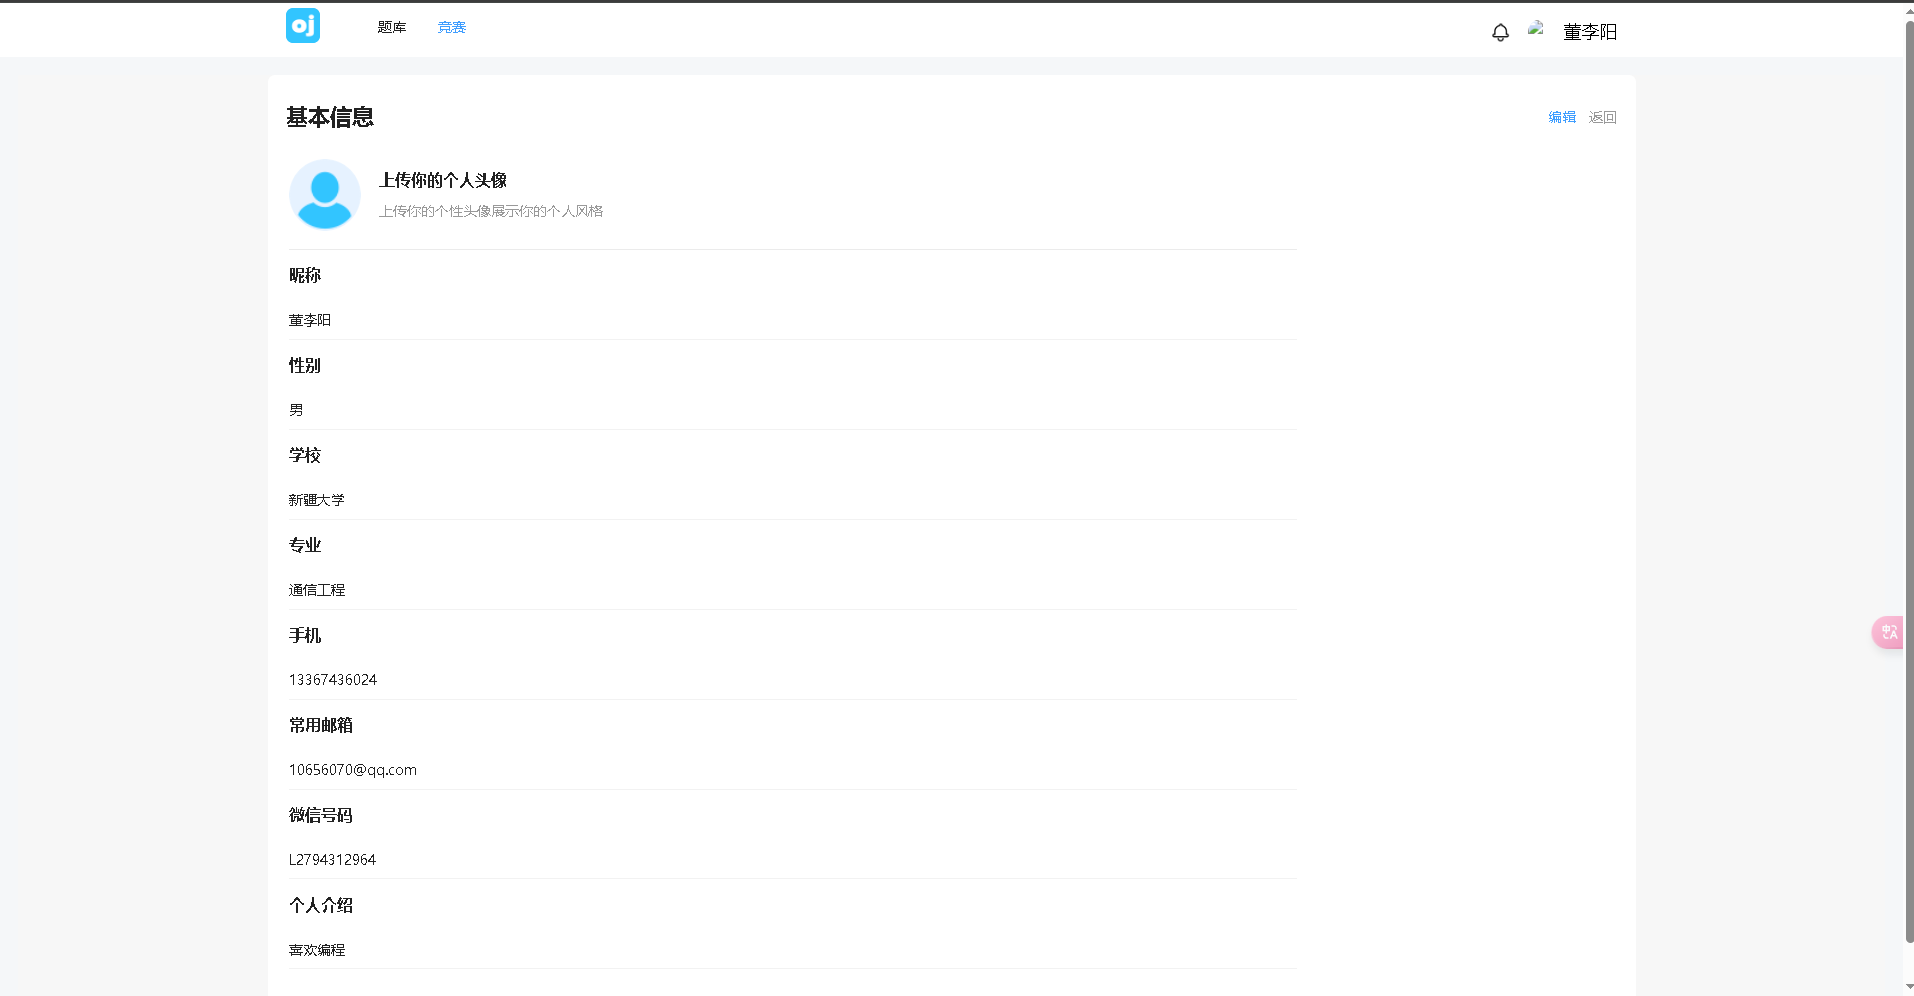 oj 题库 竞赛 董李阳
基本信息 编辑 返回
上传你的个人头像
上传你的个性头像展示你的个人风格
昵称
董李阳
性别
男
学校
新疆大学
专业
通信工程
手机
13367436024
常用邮箱
10656070@qq.com
微信号码
L2794312964
个人介绍
喜欢编程
中A